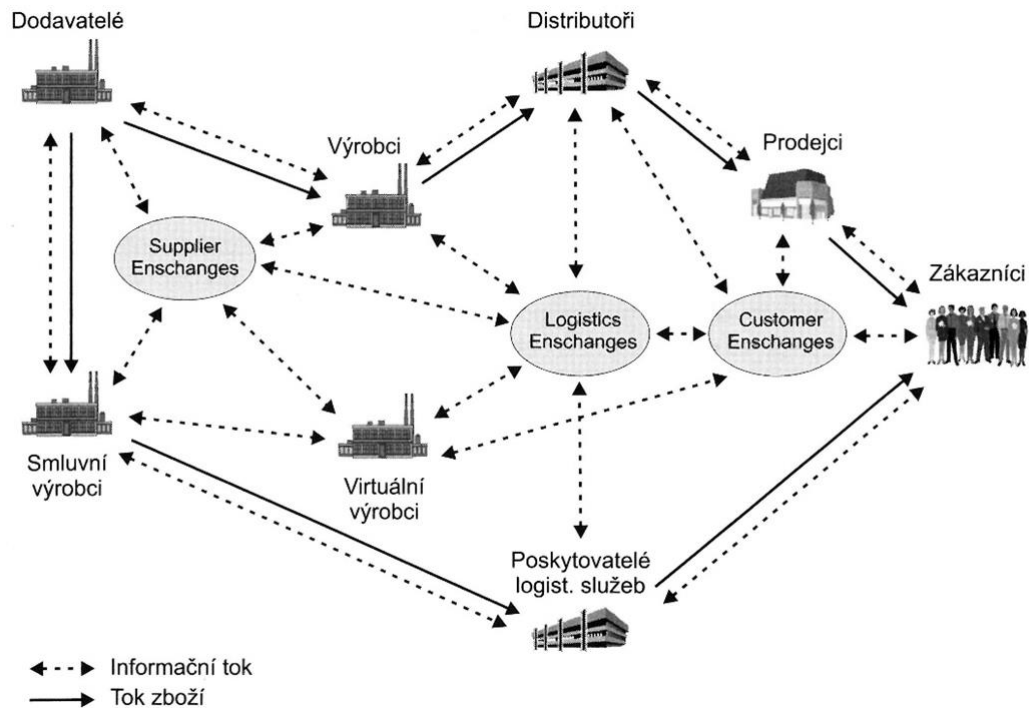 Dodavatelé
Distributoři
Výrobci
Prodejci
Supplier
Enschanges
Zákazníci
Logistics
Enschanges
Customer
Enschanges
Smluvní
výrobci
Virtuální
výrobci
Poskytovatelé
logist. služeb
Informační tok
Tok zboží